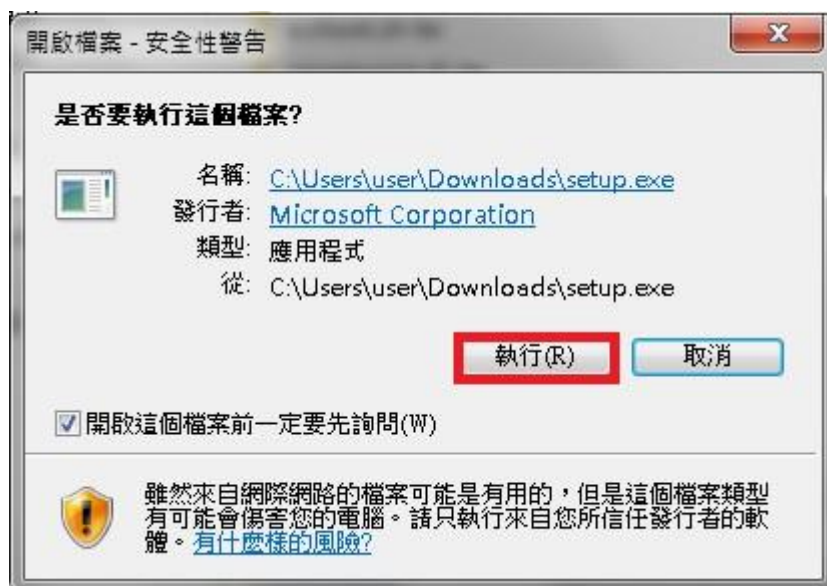 開啟檔案 - 安全性警告
是否要執行這個檔案?
名稱: C:\Users\user\Downloads\setup.exe
發行者: Microsoft Corporation
類型: 應用程式
從: C:\Users\user\Downloads\setup.exe
執行(R) 取消
開啟這個檔案前一定要先詢問(W)
雖然來自網際網路的檔案可能是有用的，但是這個檔案類型
有可能會傷害您的電腦。請只執行來自您所信任發行者的軟
體。有什麼樣的風險?